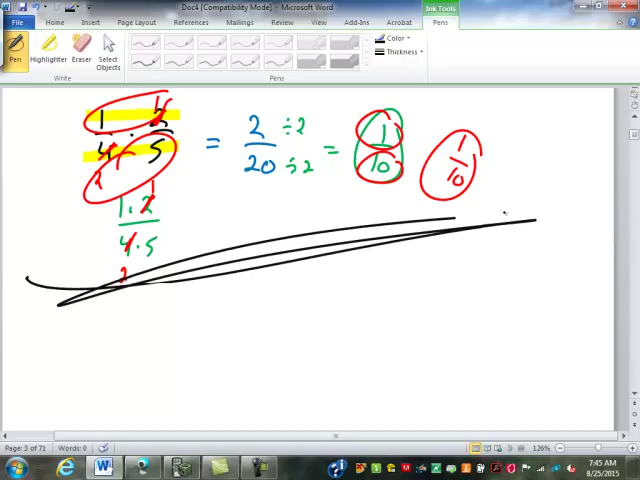 Doc4 [Compatibility Mode] - Word
Ink Tools
File Home Insert Page Layout References Mailings Review View Add-Ins Acrobat Pens
Pen Highlighter Eraser Select Objects
Color
Thickness
Write
Pens
1/4 · 2/5 = 2/20 ÷2/÷2 = 1/10
1/10
1·2 1
4·5
2
Page: 3 of 71 Words: 0 126%
7:45 AM
8/25/2015